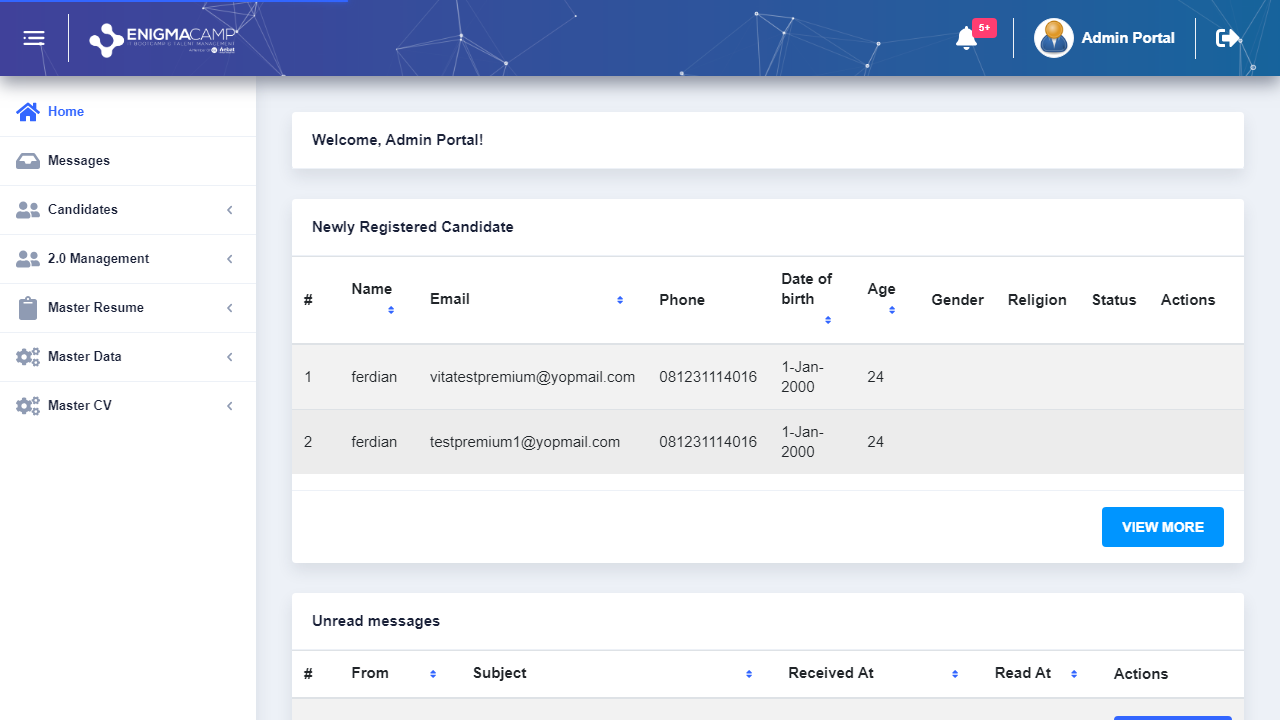 ENIGMACAMP
IT BOOTCAMP & TALENT MANAGEMENT
5+
Admin Portal
Home
Messages
Candidates
2.0 Management
Master Resume
Master Data
Master CV
Welcome, Admin Portal!
Newly Registered Candidate
# Name Email Phone Date of birth Age Gender Religion Status Actions
1 ferdian vitatestpremium@yopmail.com 081231114016 1-Jan-2000 24
2 ferdian testpremium1@yopmail.com 081231114016 1-Jan-2000 24
VIEW MORE
Unread messages
# From Subject Received At Read At Actions